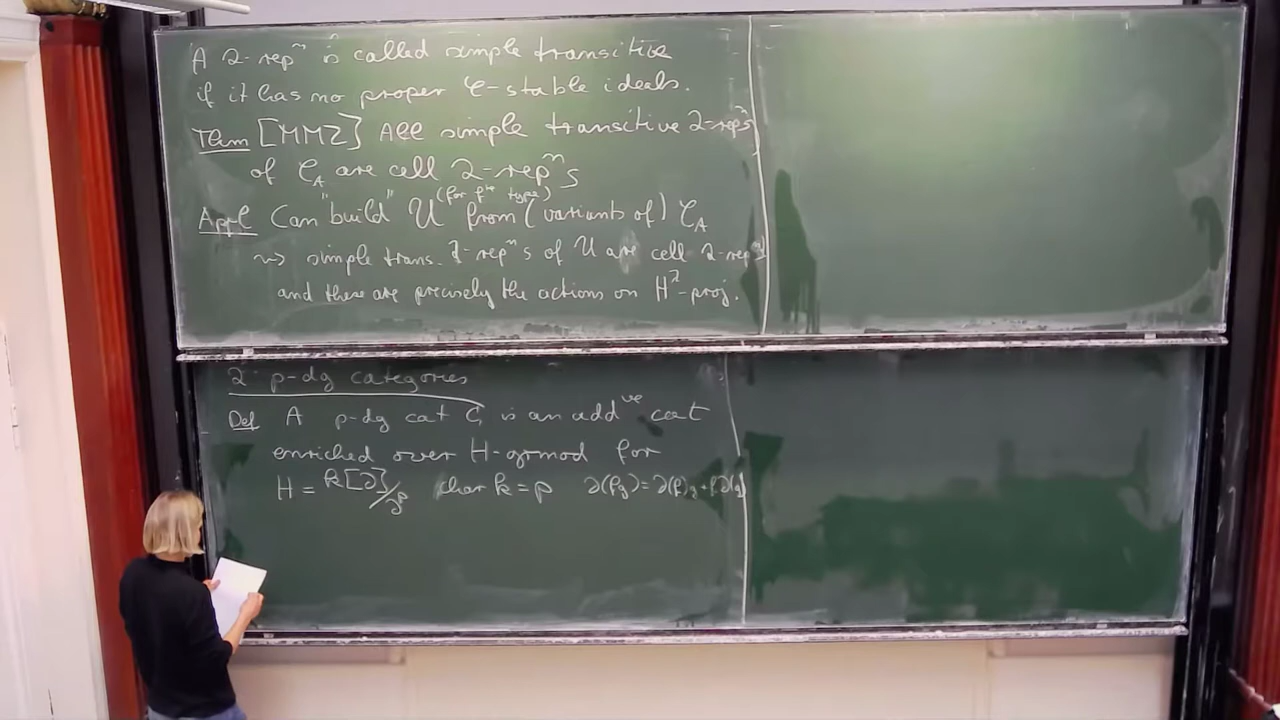 A 2-repⁿ is called simple transitive
if it has no proper 𝒞-stable ideals.
Thm [MMZ] All simple transitive 2-repⁿs
of 𝒞_A are cell 2-repⁿs
Appl Can "build" 𝒰 (for fᵗᵉ type) from (variants of) 𝒞_A
⇝ simple trans. 2-repⁿs of 𝒰 are cell 2-repⁿs
and these are precisely the actions on H^λ-proj.
2. p-dg categories
Def A p-dg cat 𝒞 is an addᵛᵉ cat
enriched over H-grmod for
H = k[∂]/∂ᵖ char k = p ∂(fg) = ∂(f)g + f∂(g)